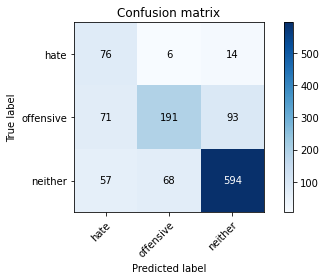 Confusion matrix
True label
hate 76 6 14
offensive 71 191 93
neither 57 68 594
hate offensive neither
Predicted label
500
400
300
200
100